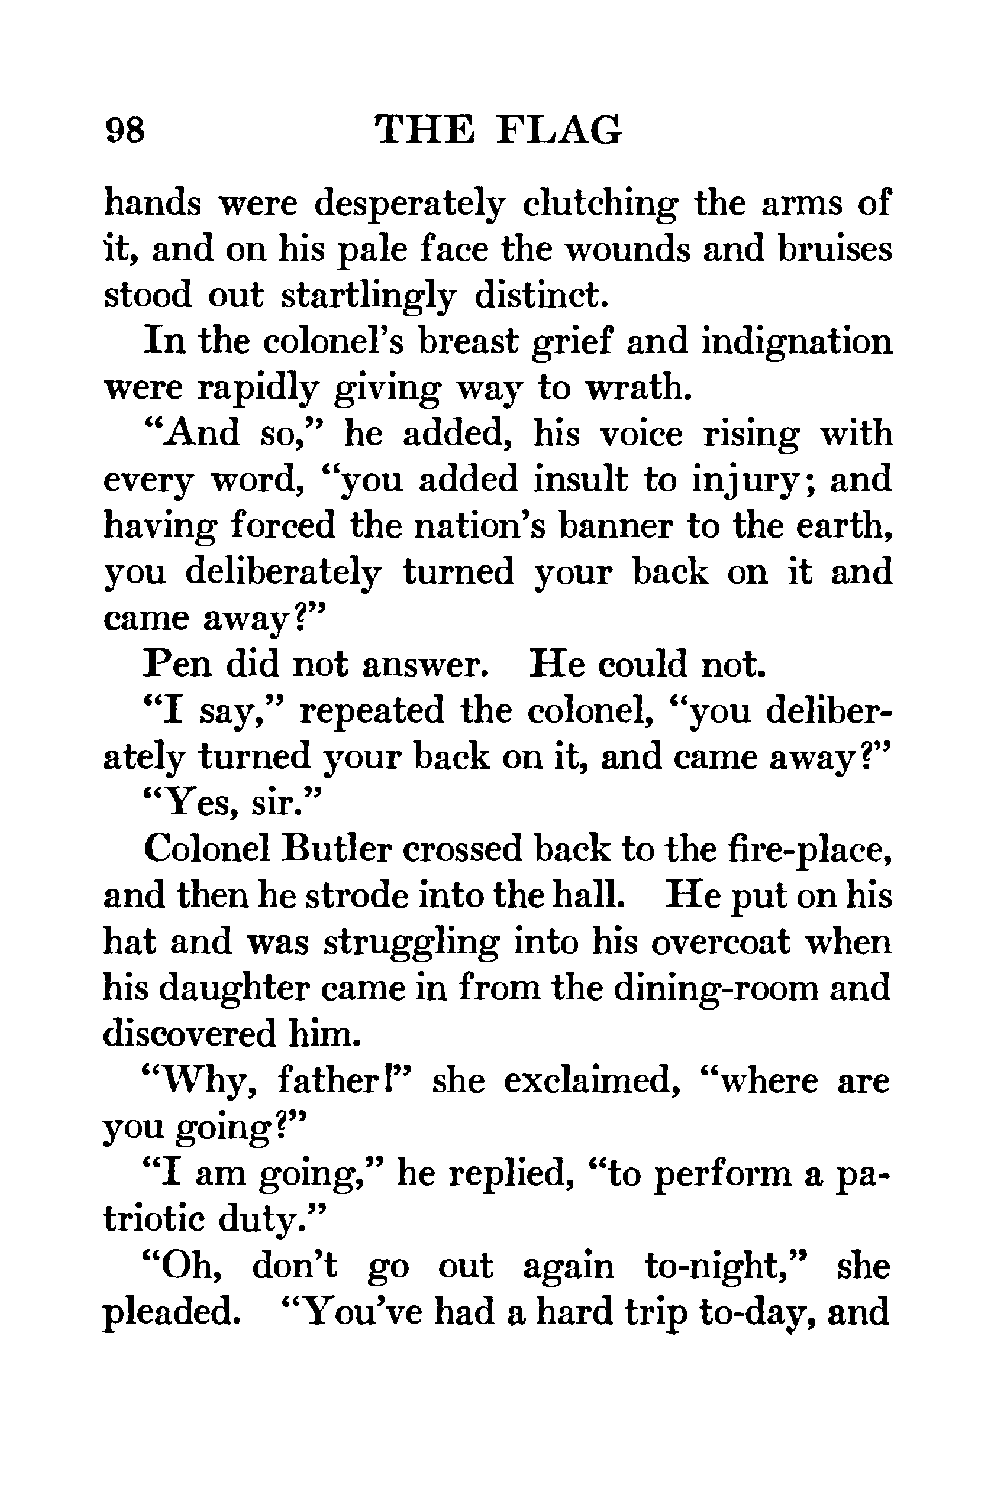 98 THE FLAG
hands were desperately clutching the arms of
it, and on his pale face the wounds and bruises
stood out startlingly distinct.
In the colonel's breast grief and indignation
were rapidly giving way to wrath.
“And so,” he added, his voice rising with
every word, “you added insult to injury; and
having forced the nation's banner to the earth,
you deliberately turned your back on it and
came away?”
Pen did not answer. He could not.
“I say,” repeated the colonel, “you deliber-
ately turned your back on it, and came away?”
“Yes, sir.”
Colonel Butler crossed back to the fire-place,
and then he strode into the hall. He put on his
hat and was struggling into his overcoat when
his daughter came in from the dining-room and
discovered him.
“Why, father!” she exclaimed, “where are
you going?”
“I am going,” he replied, “to perform a pa-
triotic duty.”
“Oh, don't go out again to-night,” she
pleaded. “You've had a hard trip to-day, and